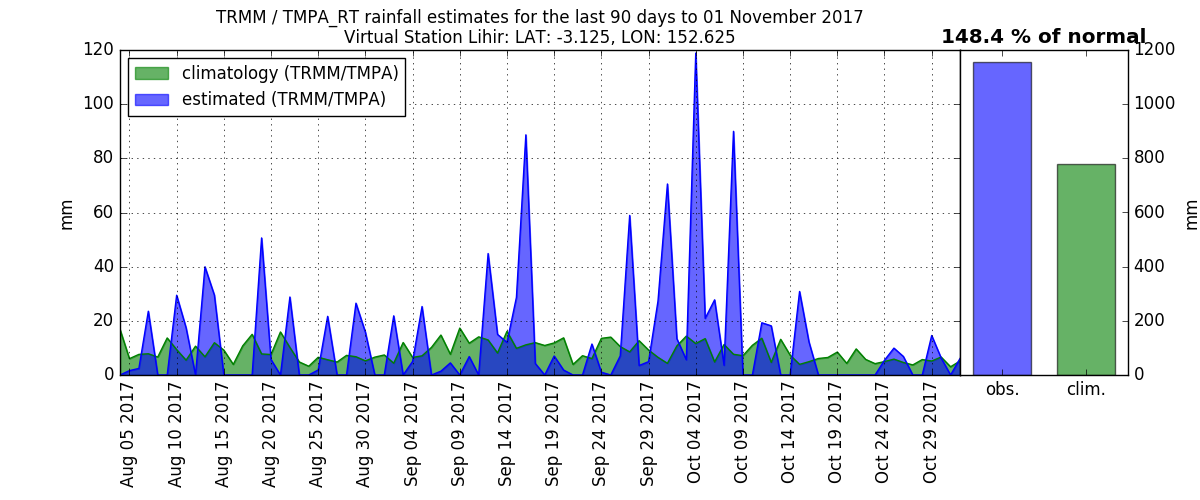 TRMM / TMPA_RT rainfall estimates for the last 90 days to 01 November 2017
Virtual Station Lihir: LAT: -3.125, LON: 152.625
148.4 % of normal
climatology (TRMM/TMPA)
estimated (TRMM/TMPA)
120
100
80
60
40
20
0
mm
1200
1000
800
600
400
200
0
mm
Aug 05 2017
Aug 10 2017
Aug 15 2017
Aug 20 2017
Aug 25 2017
Aug 30 2017
Sep 04 2017
Sep 09 2017
Sep 14 2017
Sep 19 2017
Sep 24 2017
Sep 29 2017
Oct 04 2017
Oct 09 2017
Oct 14 2017
Oct 19 2017
Oct 24 2017
Oct 29 2017
obs.
clim.